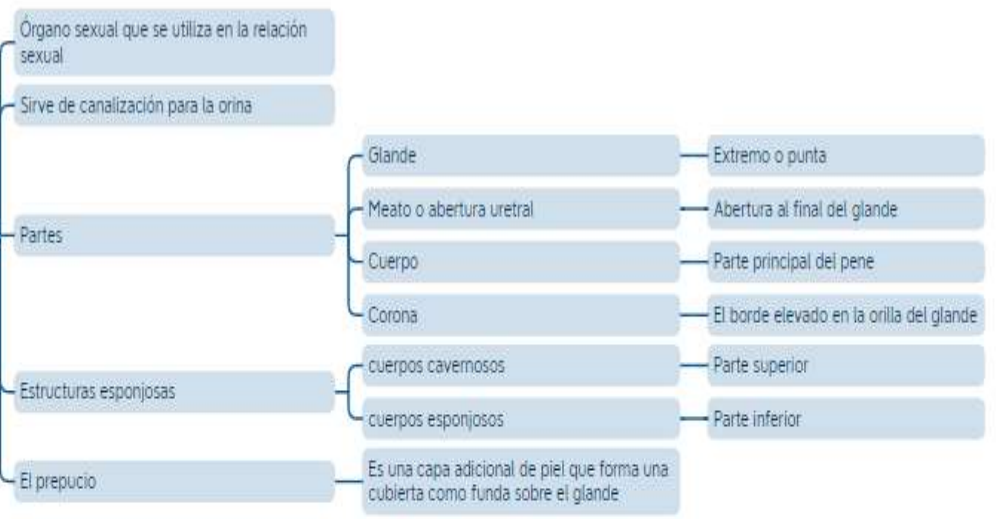 Órgano sexual que se utiliza en la relación
sexual
Sirve de canalización para la orina
Partes
Glande
Extremo o punta
Meato o abertura uretral
Abertura al final del glande
Cuerpo
Parte principal del pene
Corona
El borde elevado en la orilla del glande
Estructuras esponjosas
cuerpos cavernosos
Parte superior
cuerpos esponjosos
Parte inferior
El prepucio
Es una capa adicional de piel que forma una
cubierta como funda sobre el glande